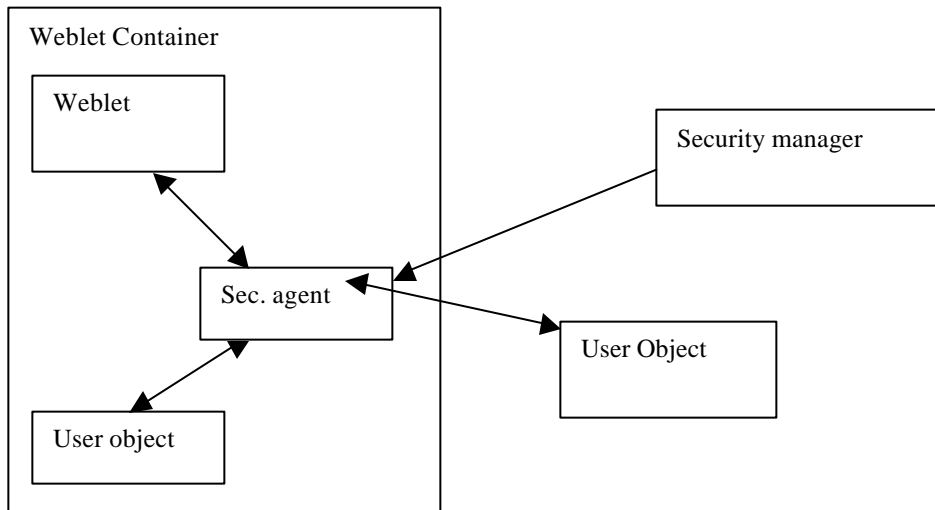 Weblet Container
Weblet
Security manager
Sec. agent
User Object
User object